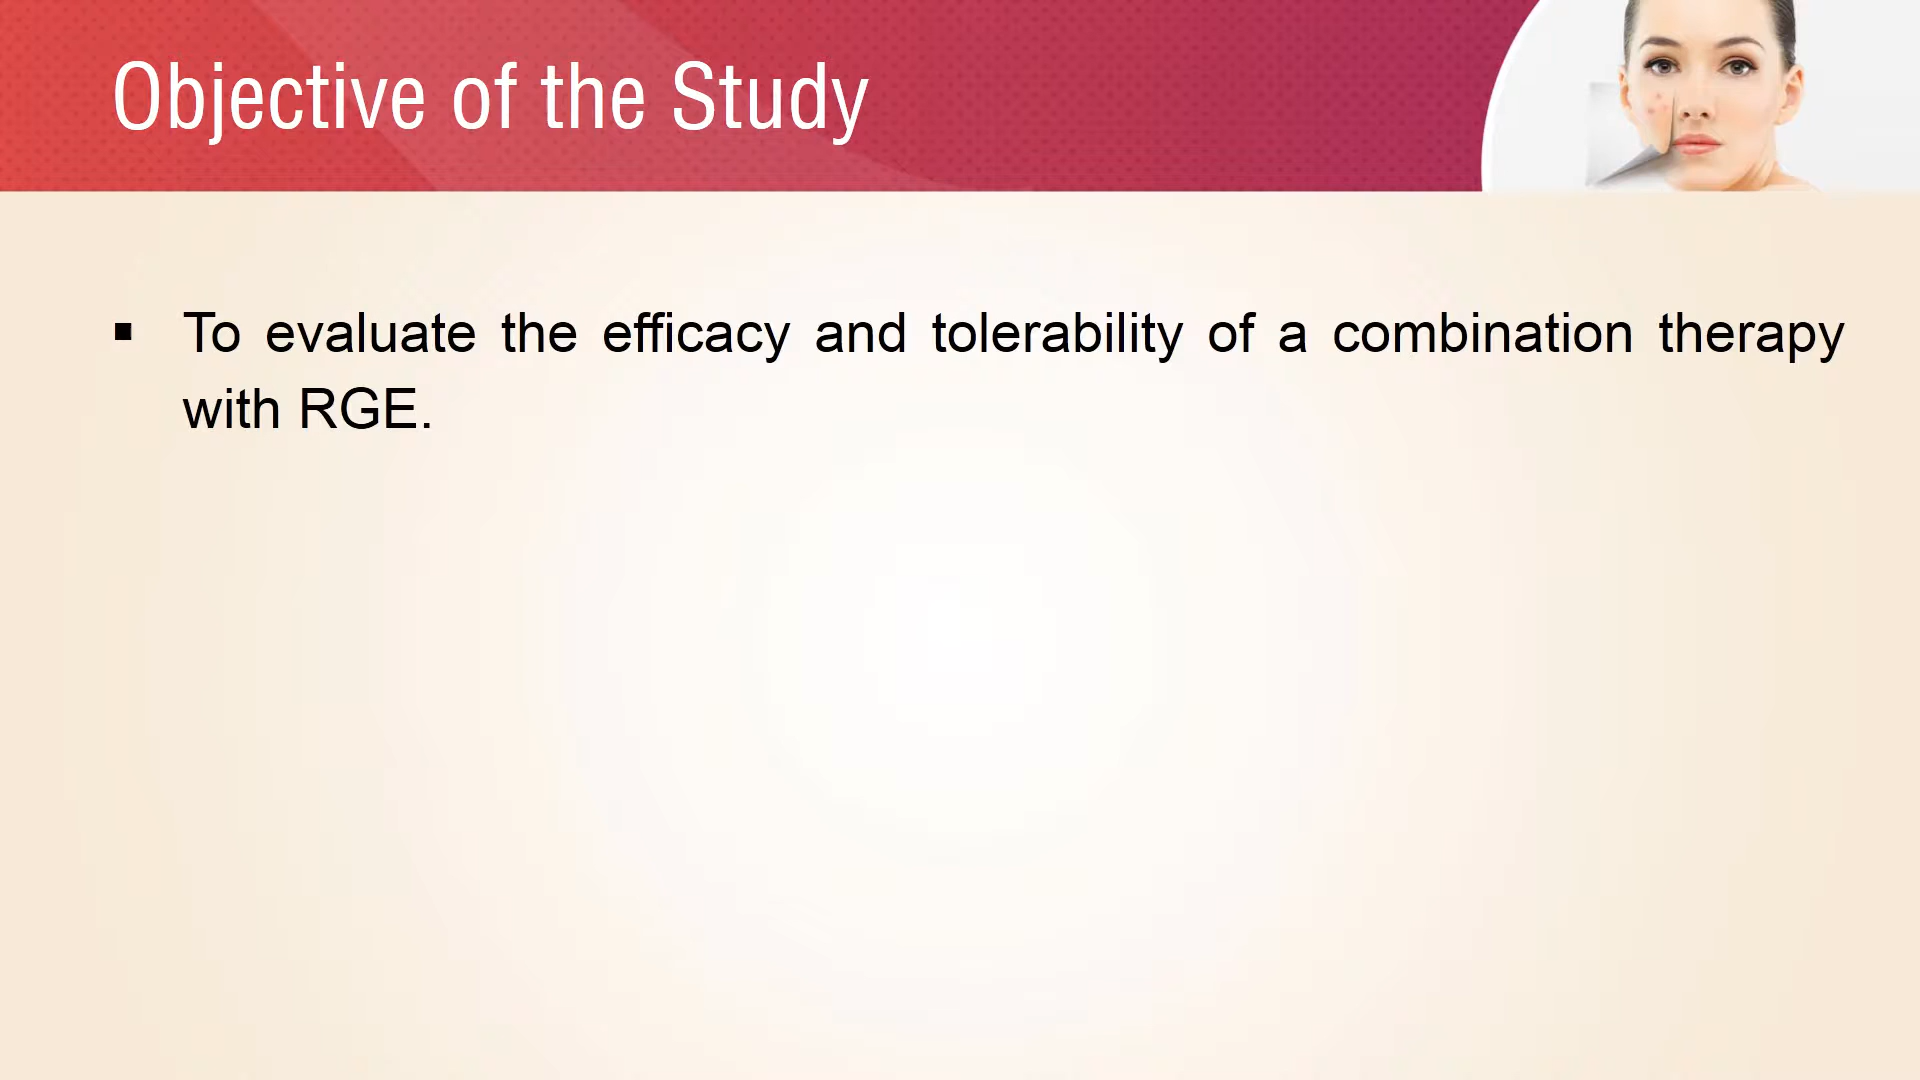 Objective of the Study
▪ To evaluate the efficacy and tolerability of a combination therapy
with RGE.